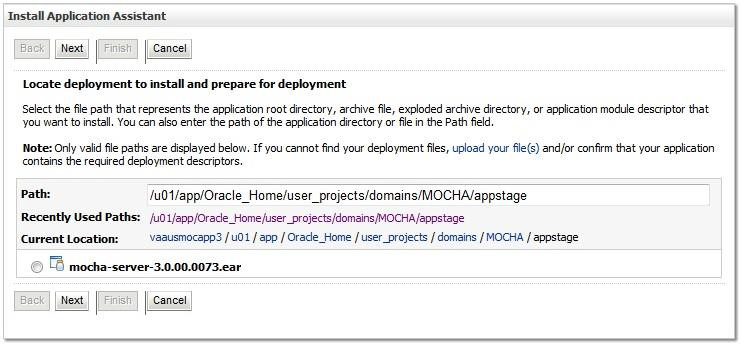 Install Application Assistant
Back Next Finish Cancel
Locate deployment to install and prepare for deployment
Select the file path that represents the application root directory, archive file, exploded archive directory, or application module descriptor that
you want to install. You can also enter the path of the application directory or file in the Path field.
Note: Only valid file paths are displayed below. If you cannot find your deployment files, upload your file(s) and/or confirm that your application
contains the required deployment descriptors.
Path: /u01/app/Oracle_Home/user_projects/domains/MOCHA/appstage
Recently Used Paths: /u01/app/Oracle_Home/user_projects/domains/MOCHA/appstage
Current Location: vaausmocapp3 / u01 / app / Oracle_Home / user_projects / domains / MOCHA / appstage
mocha-server-3.0.00.0073.ear
Back Next Finish Cancel